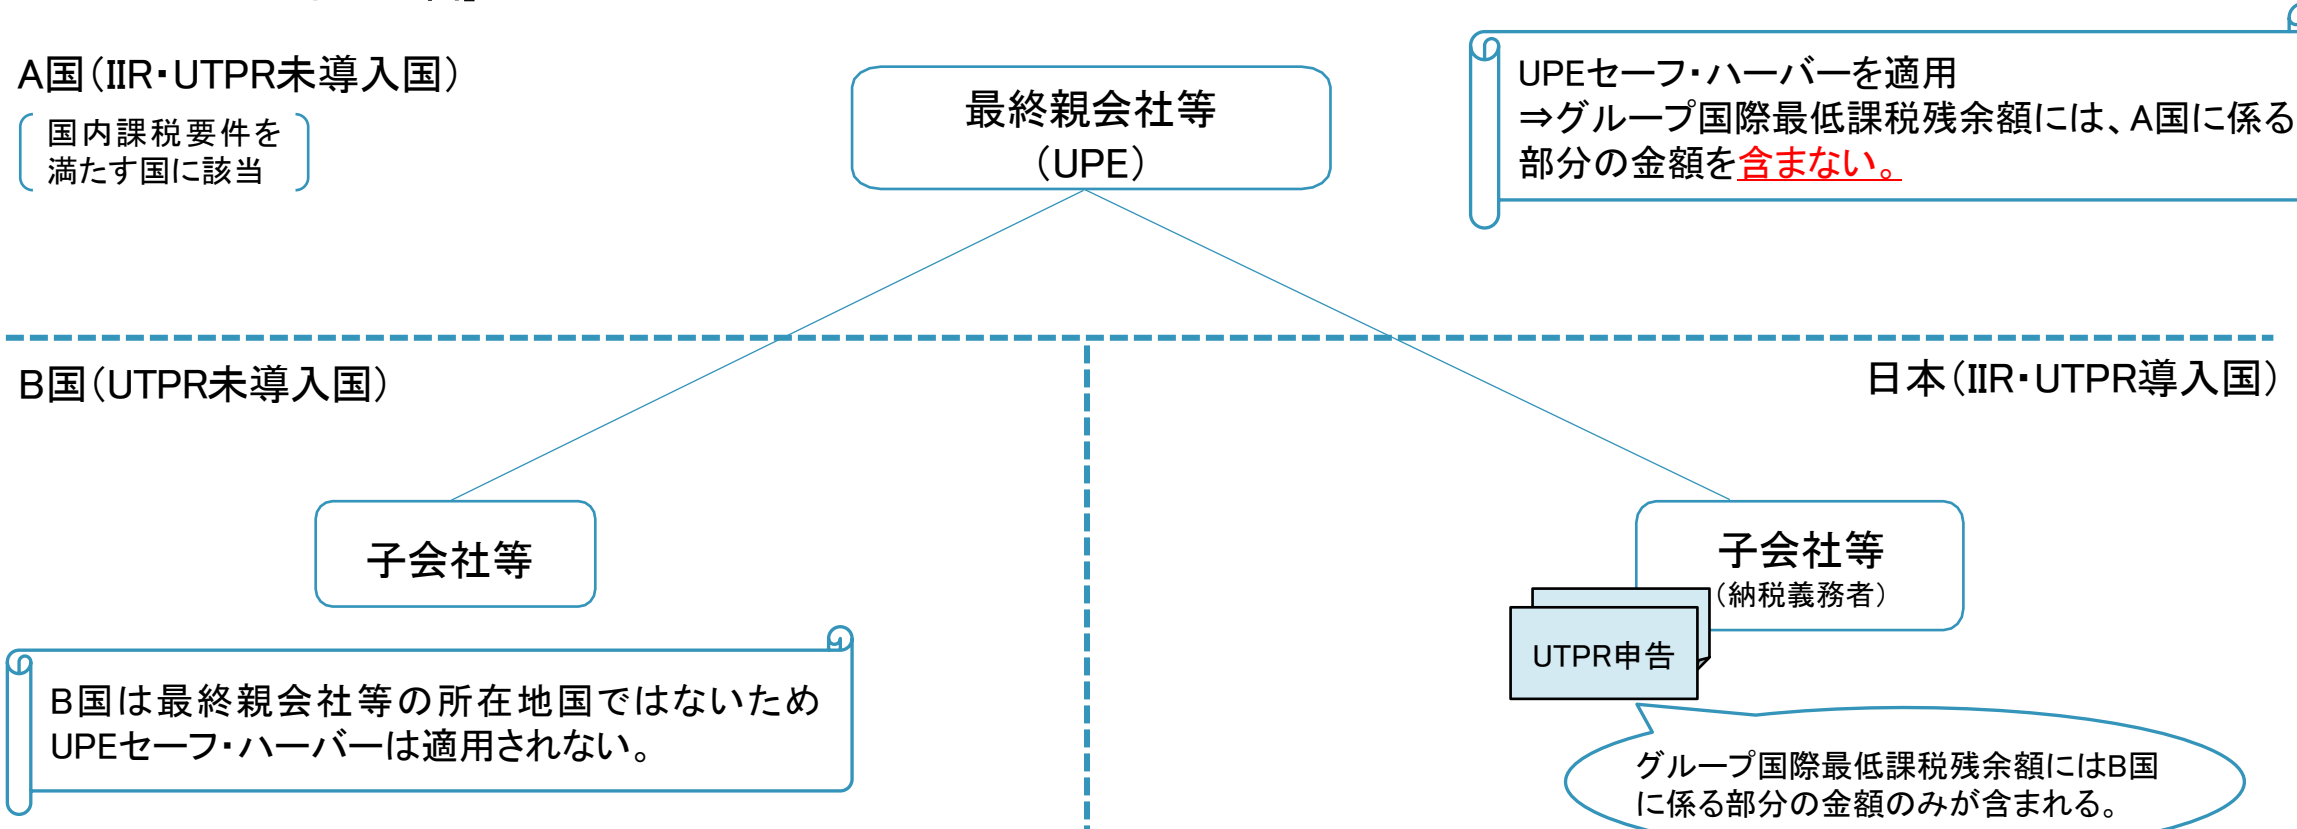 A国(IIR・UTPR未導入国)
国内課税要件を
満たす国に該当
最終親会社等
(UPE)
UPEセーフ・ハーバーを適用
⇒グループ国際最低課税残余額には、A国に係る
部分の金額を含まない。
B国(UTPR未導入国)
日本(IIR・UTPR導入国)
子会社等
子会社等
(納税義務者)
UTPR申告
B国は最終親会社等の所在地国ではないため
UPEセーフ・ハーバーは適用されない。
グループ国際最低課税残余額にはB国
に係る部分の金額のみが含まれる。